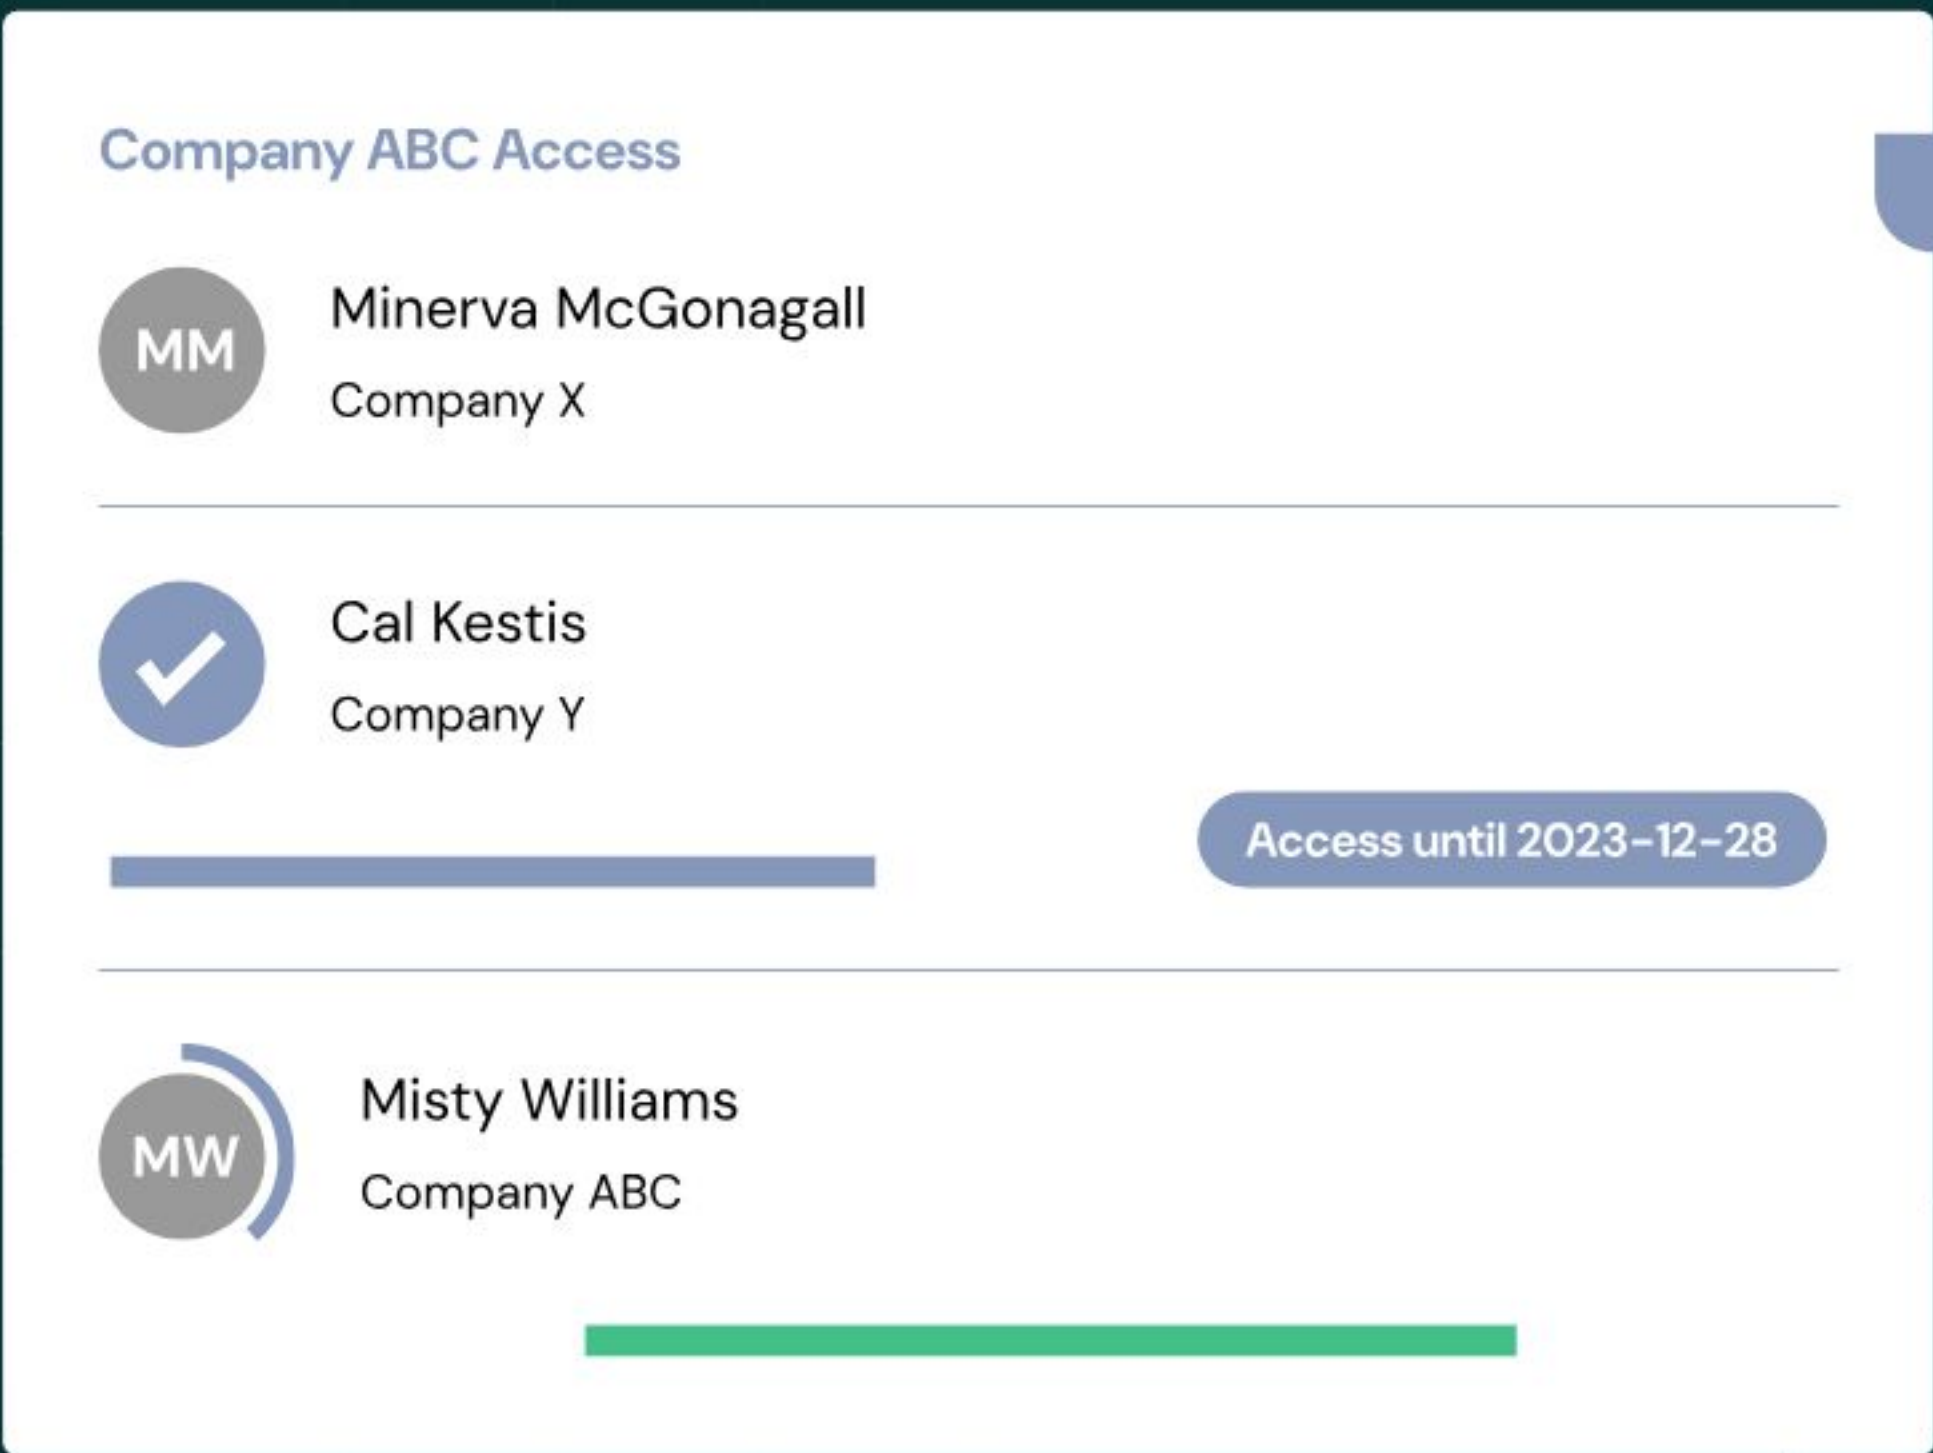 Company ABC Access
MM
Minerva McGonagall
Company X
Cal Kestis
Company Y
Access until 2023-12-28
MW
Misty Williams
Company ABC